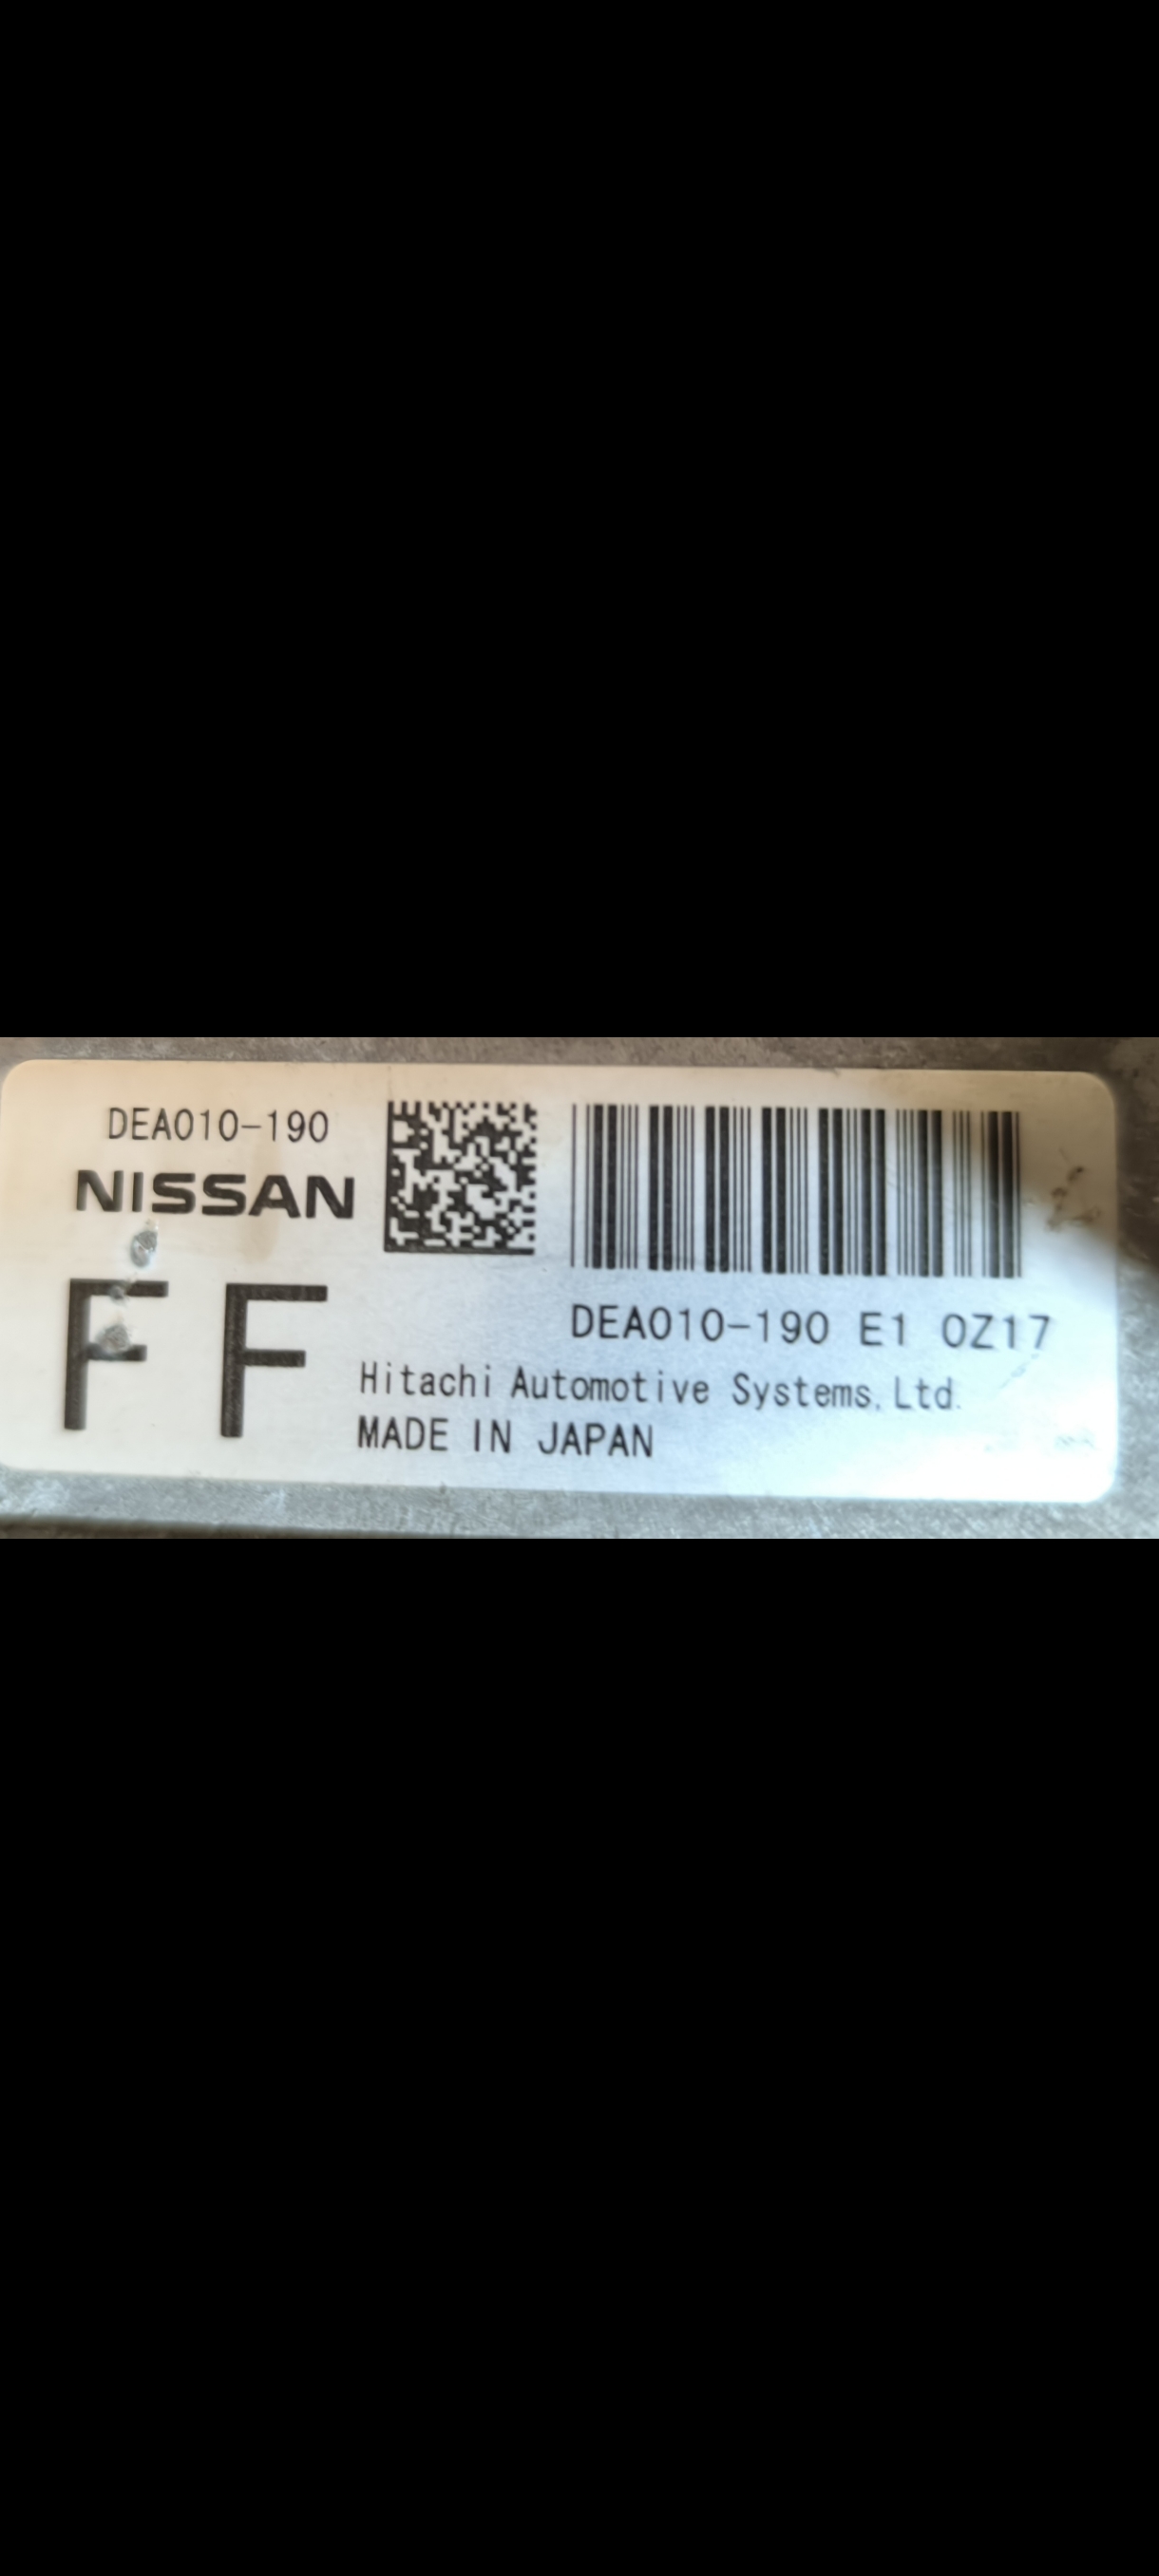 DEA010-190
NISSAN
FF
DEA010-190 E1 0Z17
Hitachi Automotive Systems, Ltd.
MADE IN JAPAN